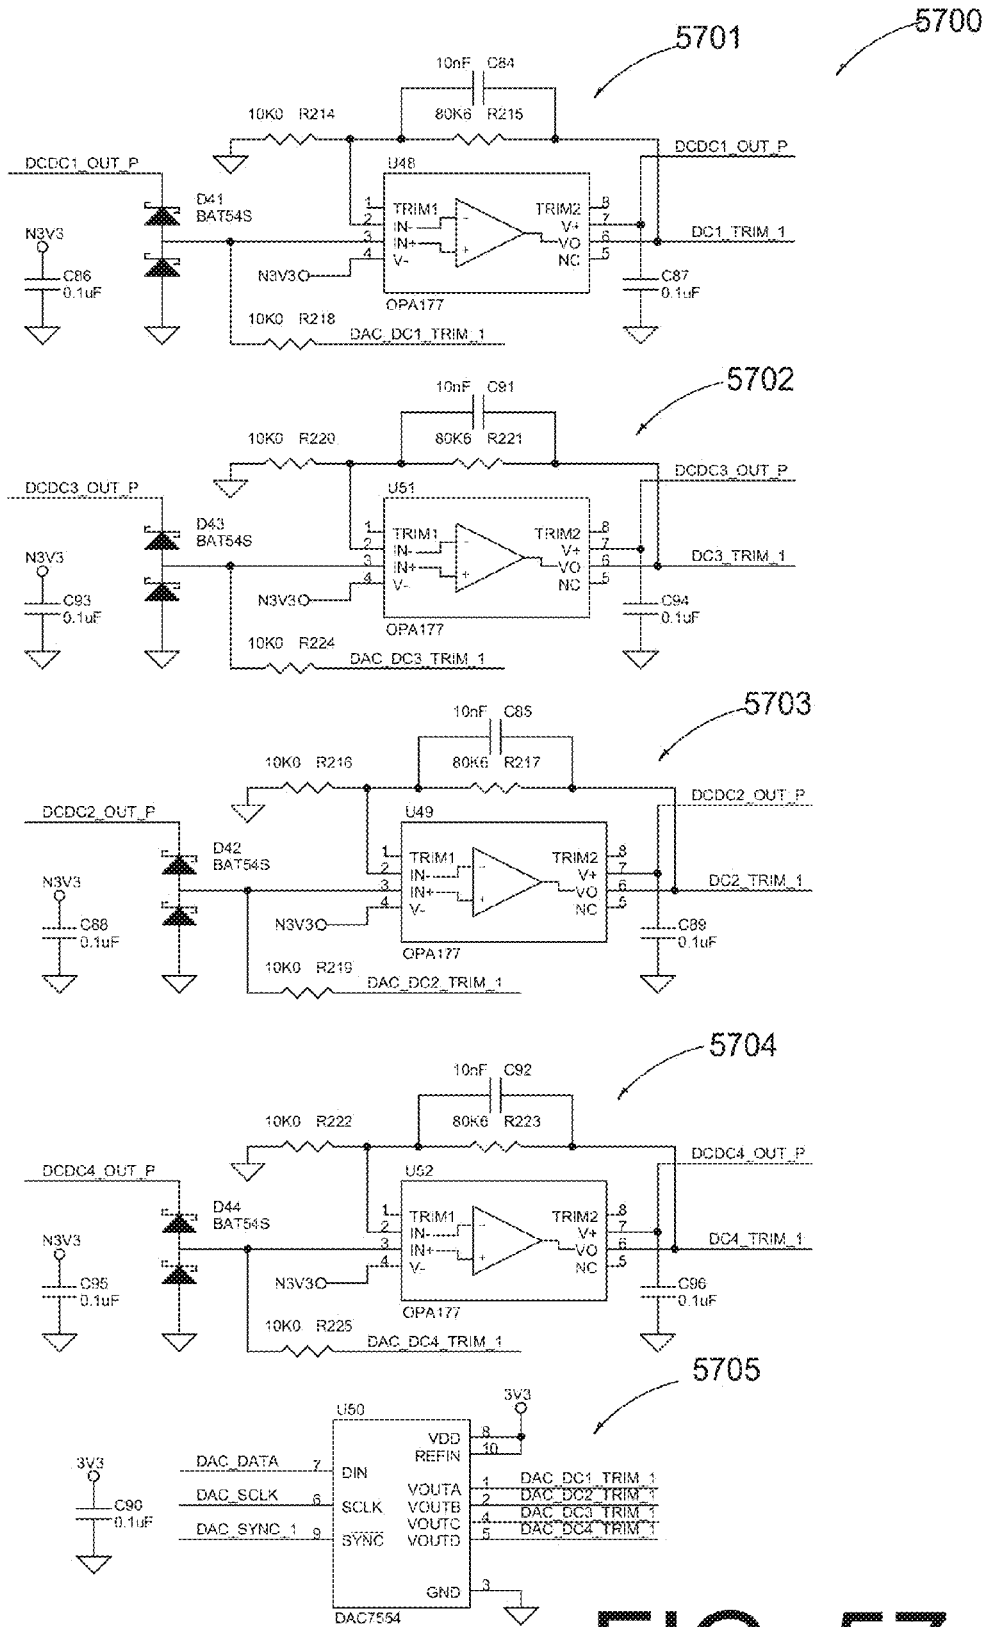 5700
5701
10nF C84
10K0 R214
80K6 R215
DCDC1_OUT_P
DCDC1_OUT_P
U48
D41
BAT54S
1 TRIM1
2 IN-
3 IN+
4 V-
TRIM2 8
V+ 7
VO 6
NC 5
DC1_TRIM_1
N3V3
C86
0.1uF
N3V3
C87
0.1uF
OPA177
10K0 R218
DAC_DC1_TRIM_1
5702
10nF C91
10K0 R220
80K6 R221
DCDC3_OUT_P
DCDC3_OUT_P
U51
D43
BAT54S
1 TRIM1
2 IN-
3 IN+
4 V-
TRIM2 8
V+ 7
VO 6
NC 5
DC3_TRIM_1
N3V3
C93
0.1uF
N3V3
C94
0.1uF
OPA177
10K0 R224
DAC_DC3_TRIM_1
5703
10nF C85
10K0 R216
80K6 R217
DCDC2_OUT_P
DCDC2_OUT_P
U49
D42
BAT54S
1 TRIM1
2 IN-
3 IN+
4 V-
TRIM2 8
V+ 7
VO 6
NC 5
DC2_TRIM_1
N3V3
C88
0.1uF
N3V3
C89
0.1uF
OPA177
10K0 R219
DAC_DC2_TRIM_1
5704
10nF C92
10K0 R222
80K6 R223
DCDC4_OUT_P
DCDC4_OUT_P
U52
D44
BAT54S
1 TRIM1
2 IN-
3 IN+
4 V-
TRIM2 8
V+ 7
VO 6
NC 5
DC4_TRIM_1
N3V3
C95
0.1uF
N3V3
C96
0.1uF
OPA177
10K0 R225
DAC_DC4_TRIM_1
5705
3V3
U50
VDD 8
REFIN 10
3V3
C90
0.1uF
DAC_DATA 7 DIN
DAC_SCLK 6 SCLK
DAC_SYNC_1 9 SYNC
VOUTA 1 DAC_DC1_TRIM_1
VOUTB 2 DAC_DC2_TRIM_1
VOUTC 4 DAC_DC3_TRIM_1
VOUTD 5 DAC_DC4_TRIM_1
GND 3
DAC7554
FIG. 57